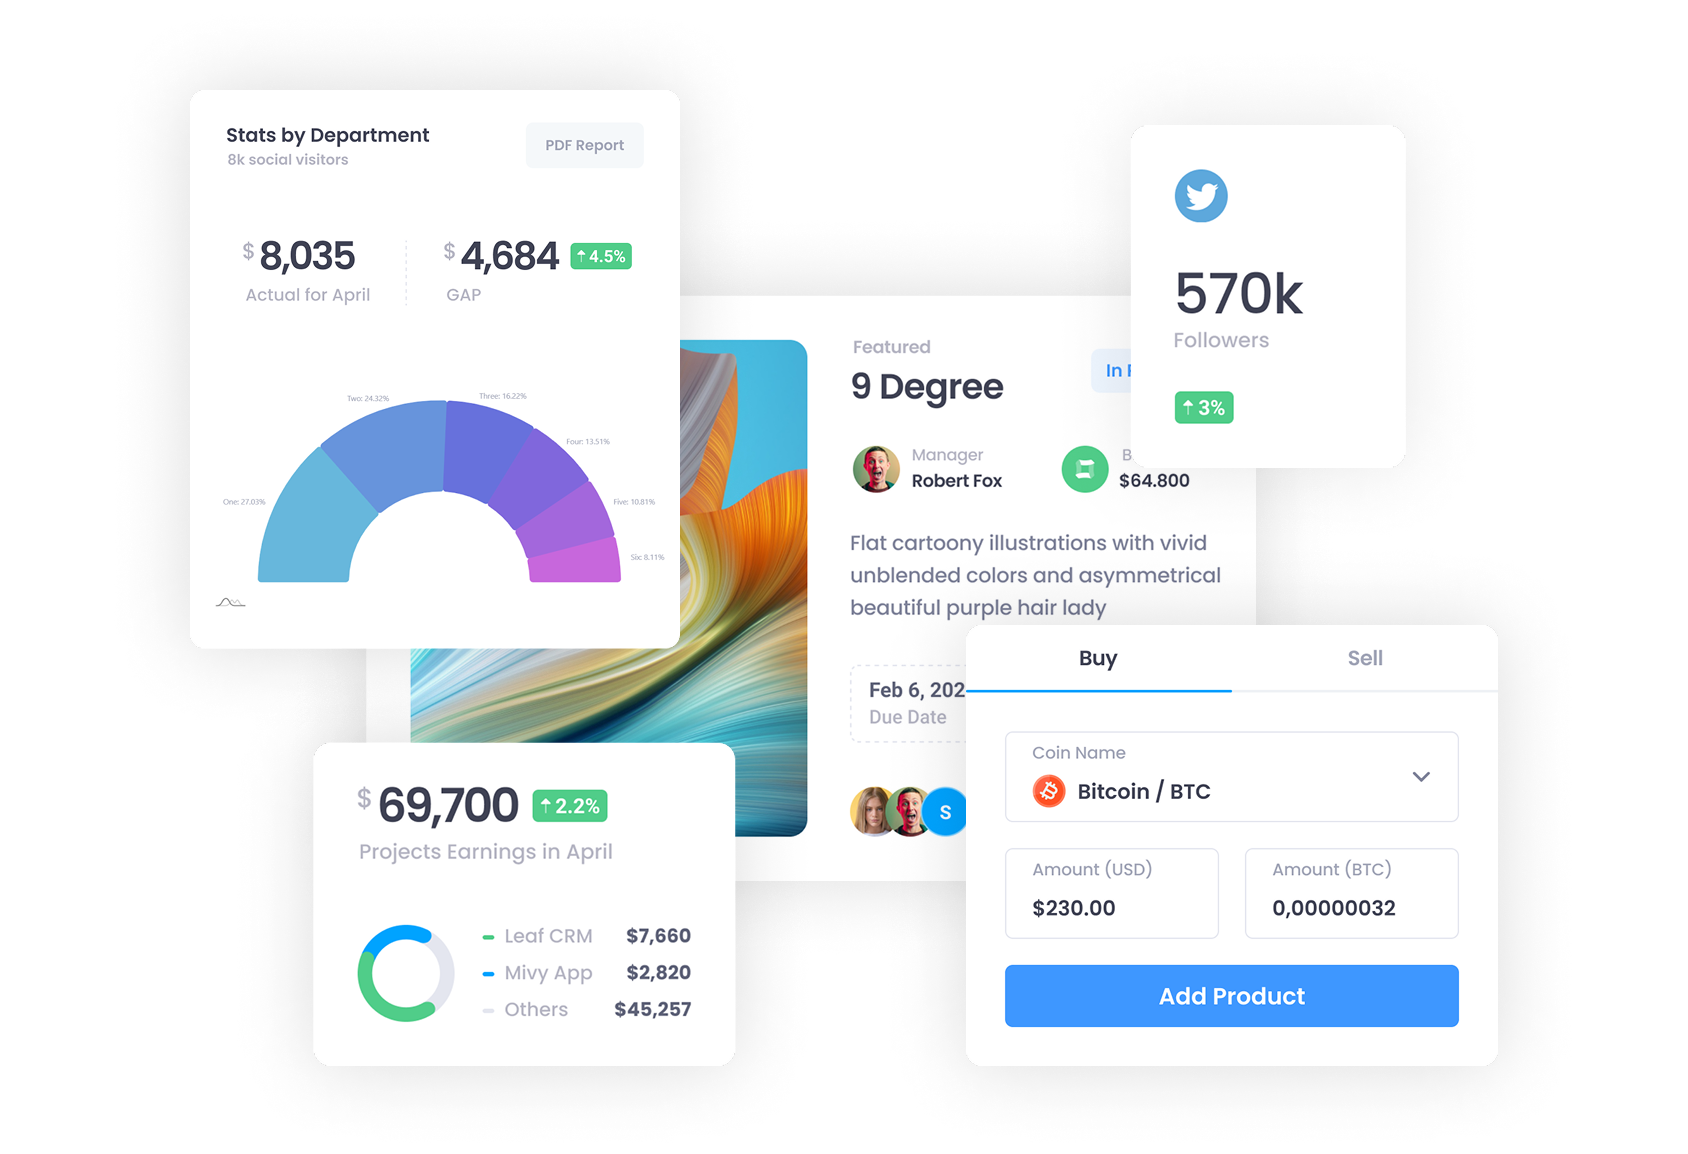 Stats by Department
8k social visitors
PDF Report
$ 8,035
Actual for April
$ 4,684 ↑ 4.5%
GAP
One: 27.03%
Two: 24.32%
Three: 16.22%
Four: 13.51%
Five: 10.81%
Six: 8.11%
570k
Followers
↑ 3%
Featured
9 Degree
In
Manager
Robert Fox
$64.800
Flat cartoony illustrations with vivid
unblended colors and asymmetrical
beautiful purple hair lady
Feb 6, 202
Due Date
S
$ 69,700 ↑ 2.2%
Projects Earnings in April
Leaf CRM $7,660
Mivy App $2,820
Others $45,257
Buy
Sell
Coin Name
Bitcoin / BTC
Amount (USD)
$230.00
Amount (BTC)
0,00000032
Add Product